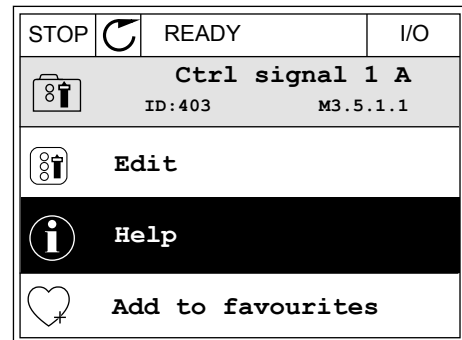 STOP READY I/O
Ctrl signal 1 A
ID:403 M3.5.1.1
Edit
Help
Add to favourites